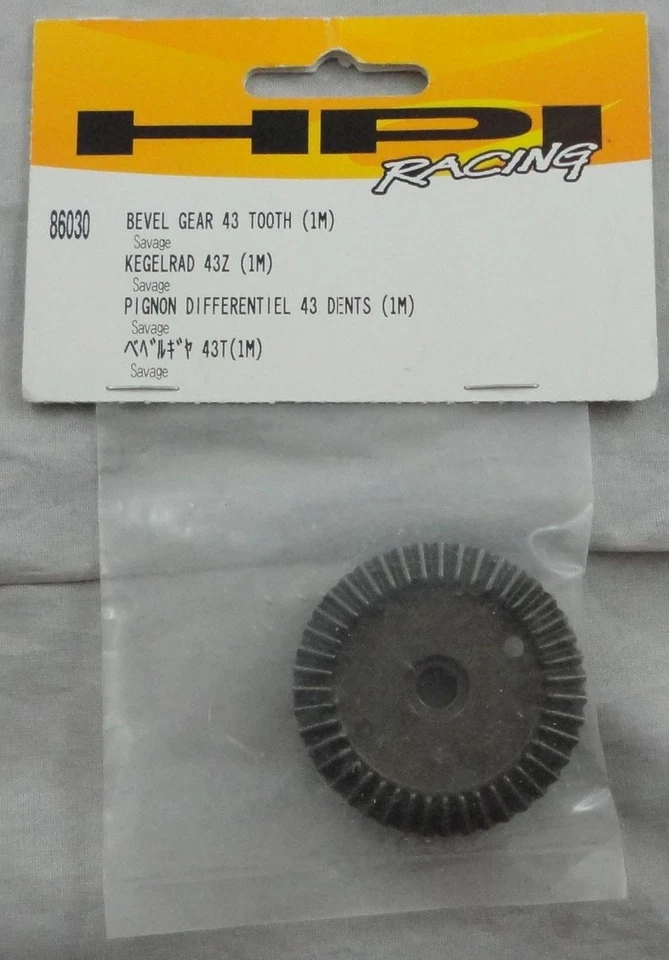 HPI
RACING
86030
BEVEL GEAR 43 TOOTH (1M)
Savage
KEGELRAD 43Z (1M)
Savage
PIGNON DIFFERENTIEL 43 DENTS (1M)
Savage
ﾍﾞﾍﾞﾙｷﾞﾔ 43T(1M)
Savage